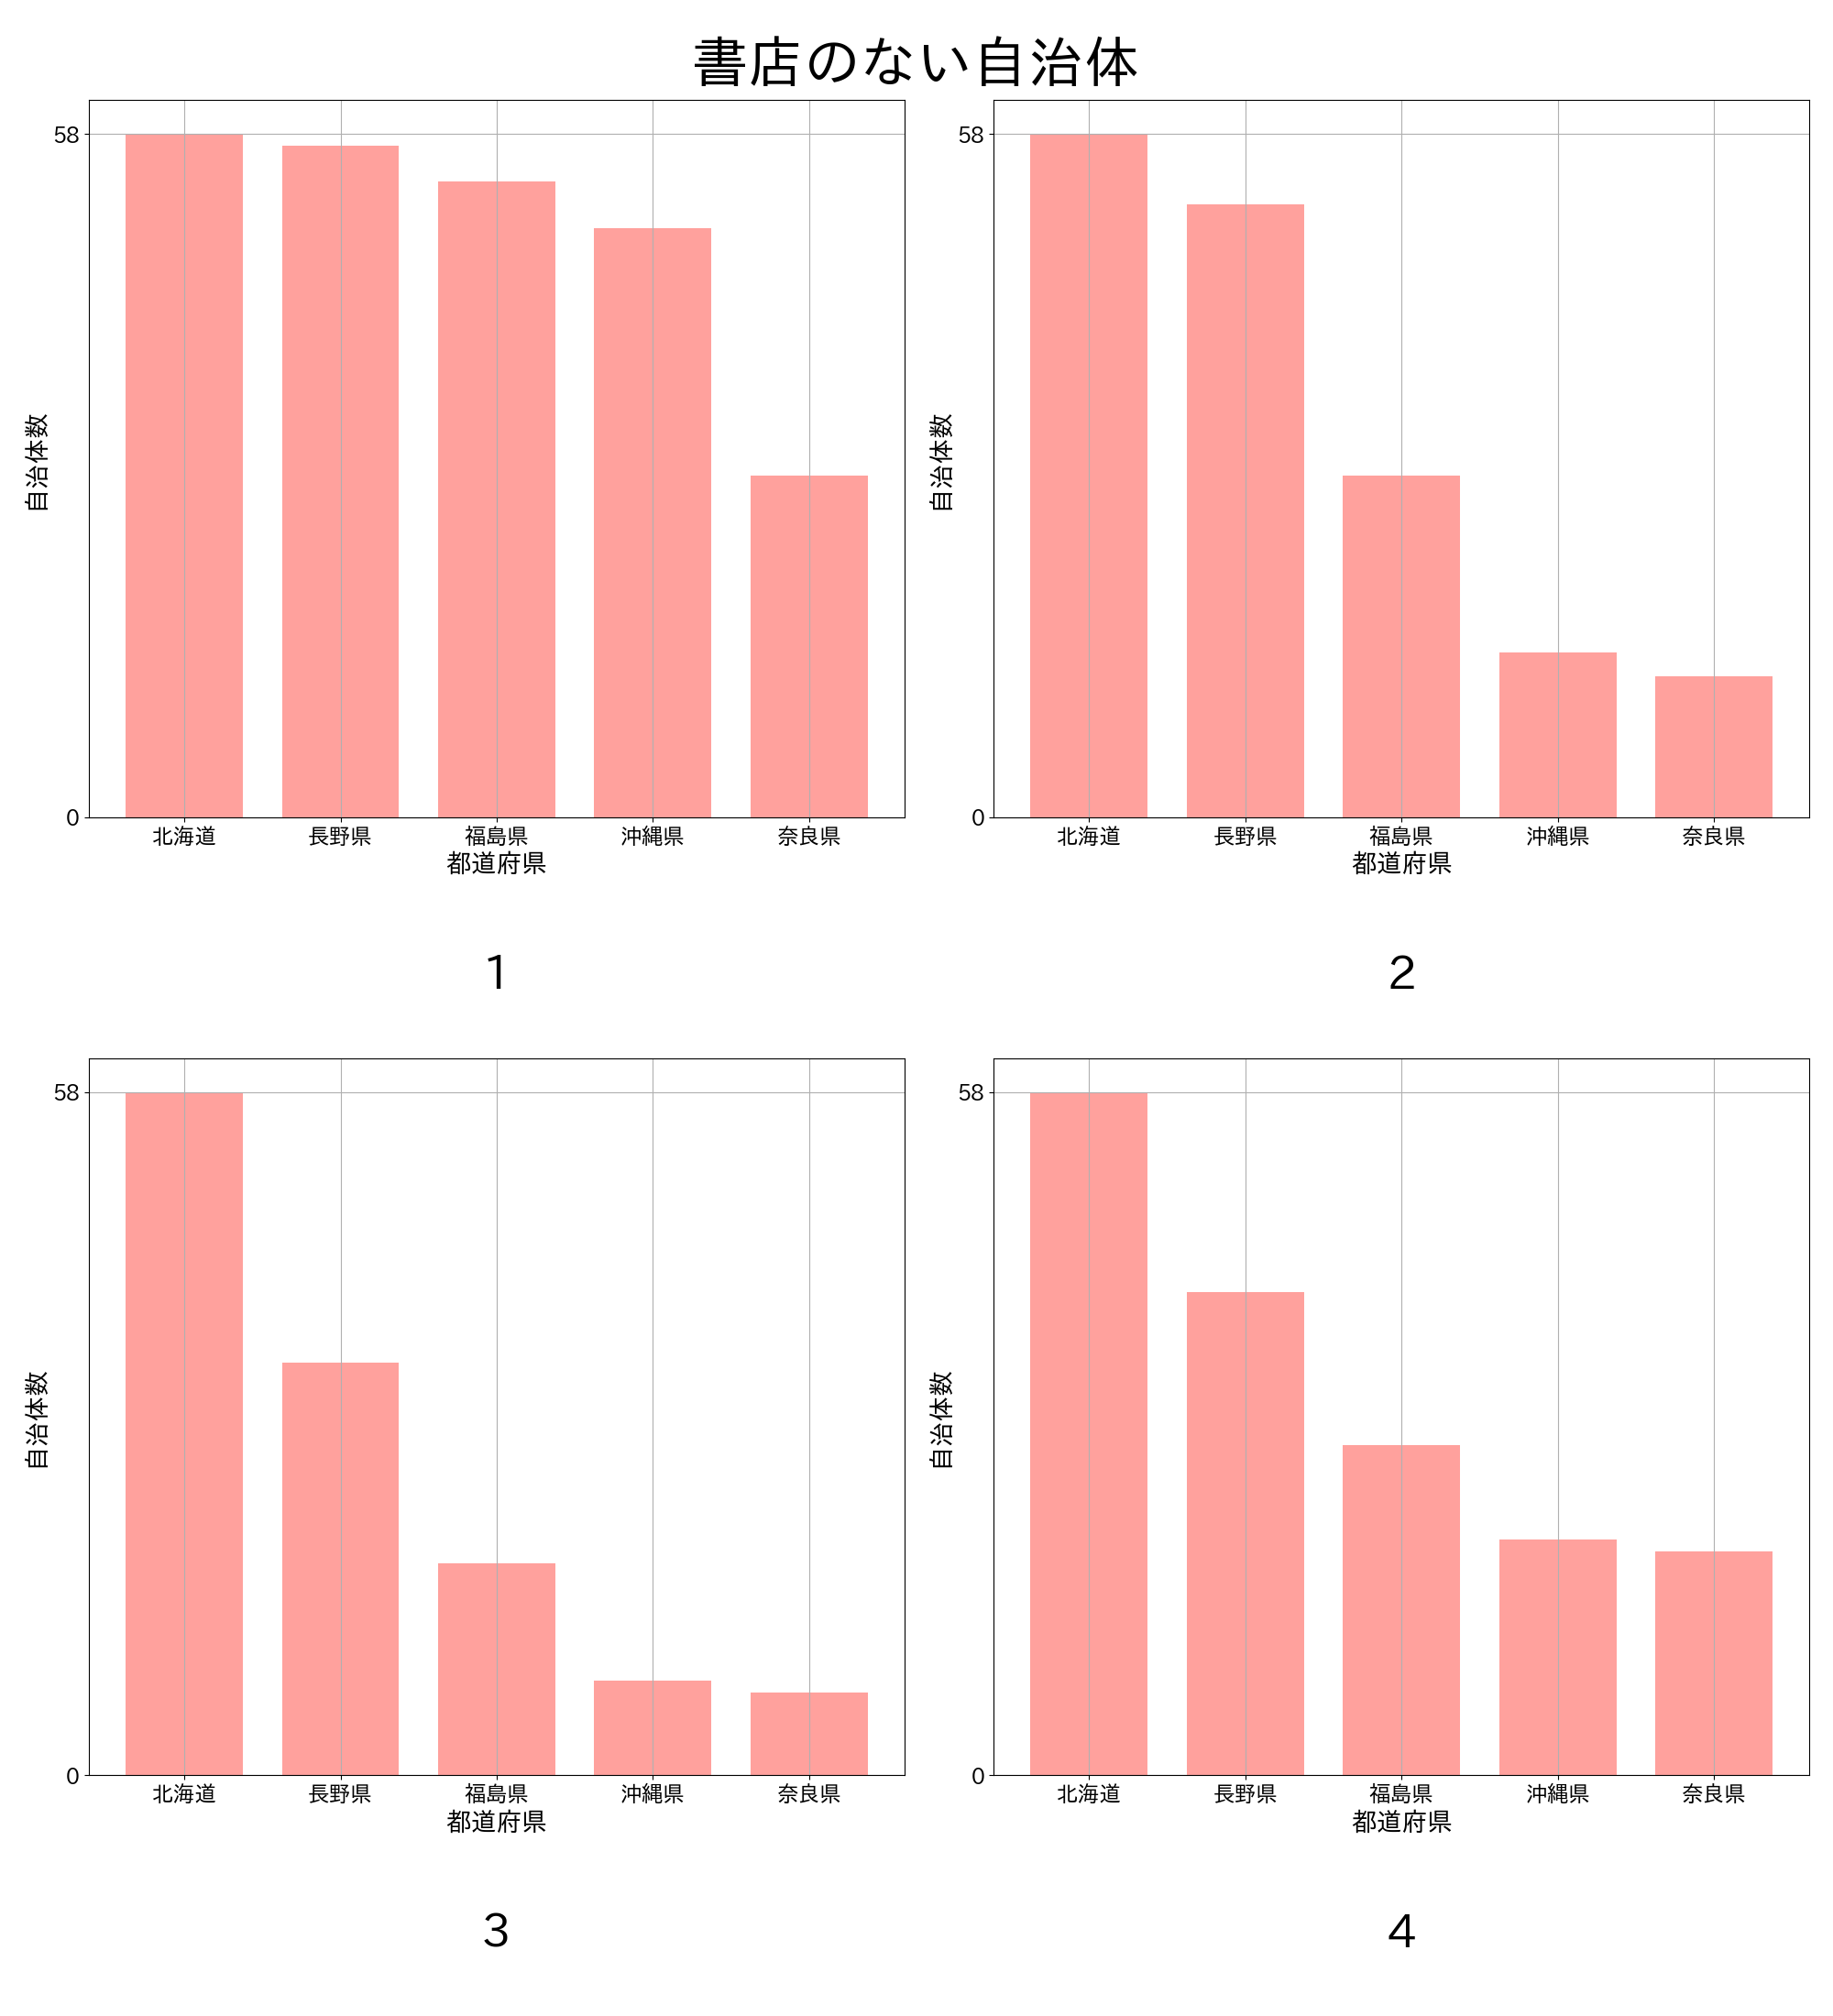 書店のない自治体
58
0
自治体数
北海道 長野県 福島県 沖縄県 奈良県
都道府県
1
58
0
自治体数
北海道 長野県 福島県 沖縄県 奈良県
都道府県
2
58
0
自治体数
北海道 長野県 福島県 沖縄県 奈良県
都道府県
3
58
0
自治体数
北海道 長野県 福島県 沖縄県 奈良県
都道府県
4